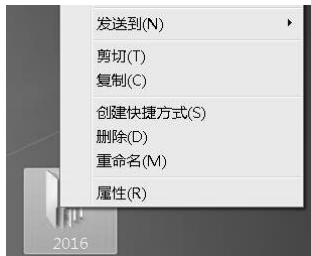 发送到(N)
剪切(T)
复制(C)
创建快捷方式(S)
删除(D)
重命名(M)
属性(R)
2016